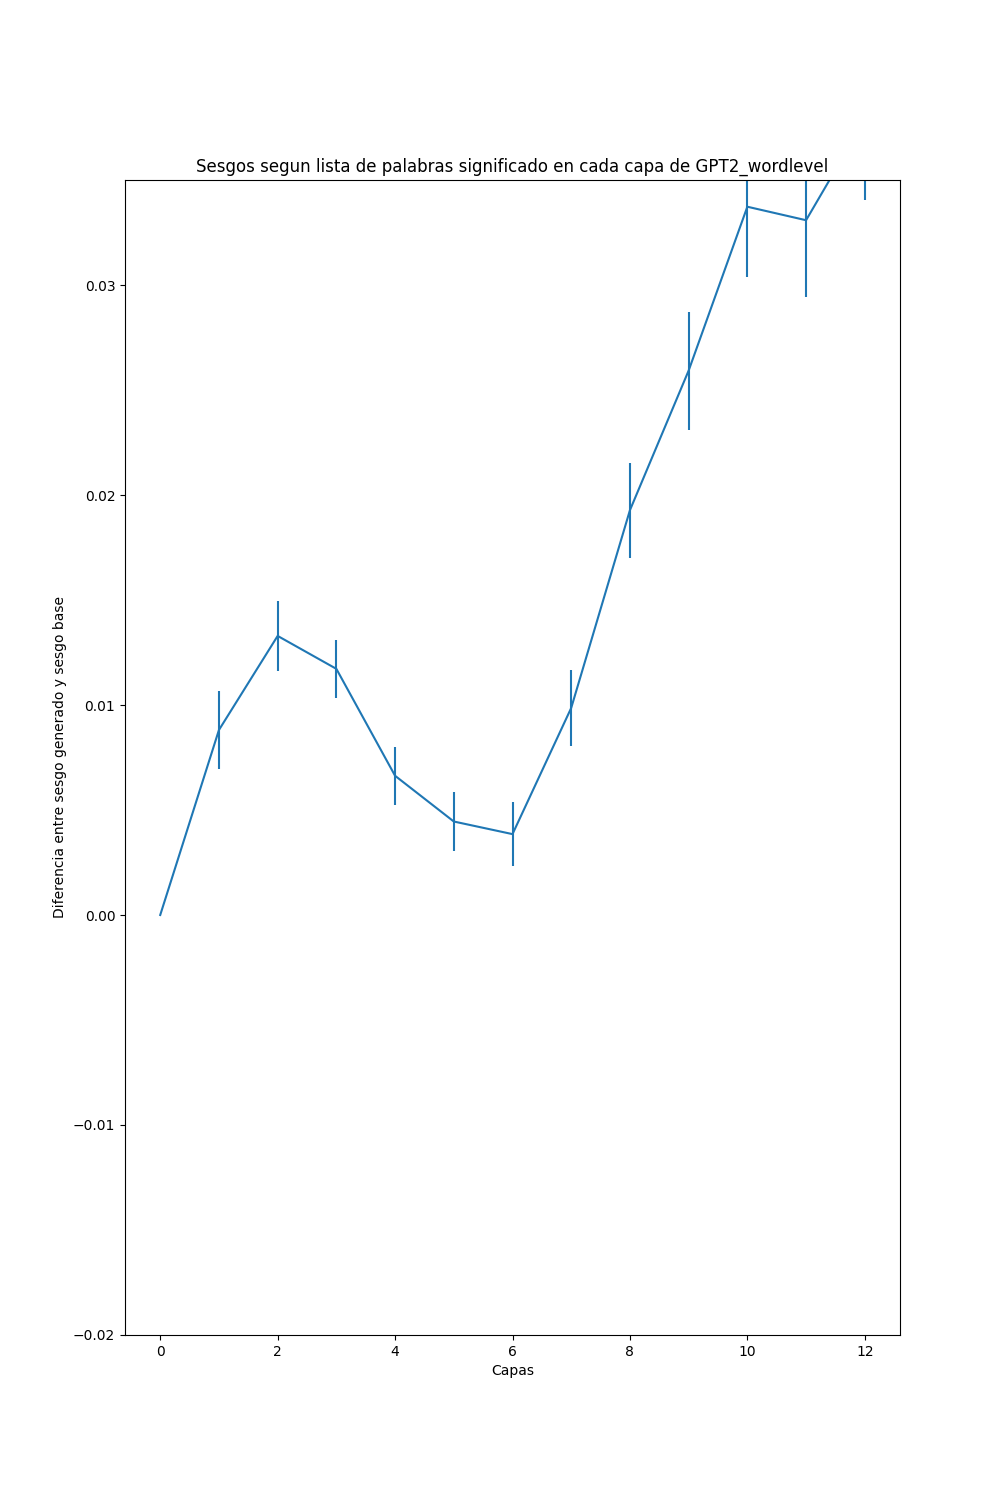 Sesgos segun lista de palabras significado en cada capa de GPT2_wordlevel
Diferencia entre sesgo generado y sesgo base
0.03
0.02
0.01
0.00
−0.01
−0.02
0 2 4 6 8 10 12
Capas